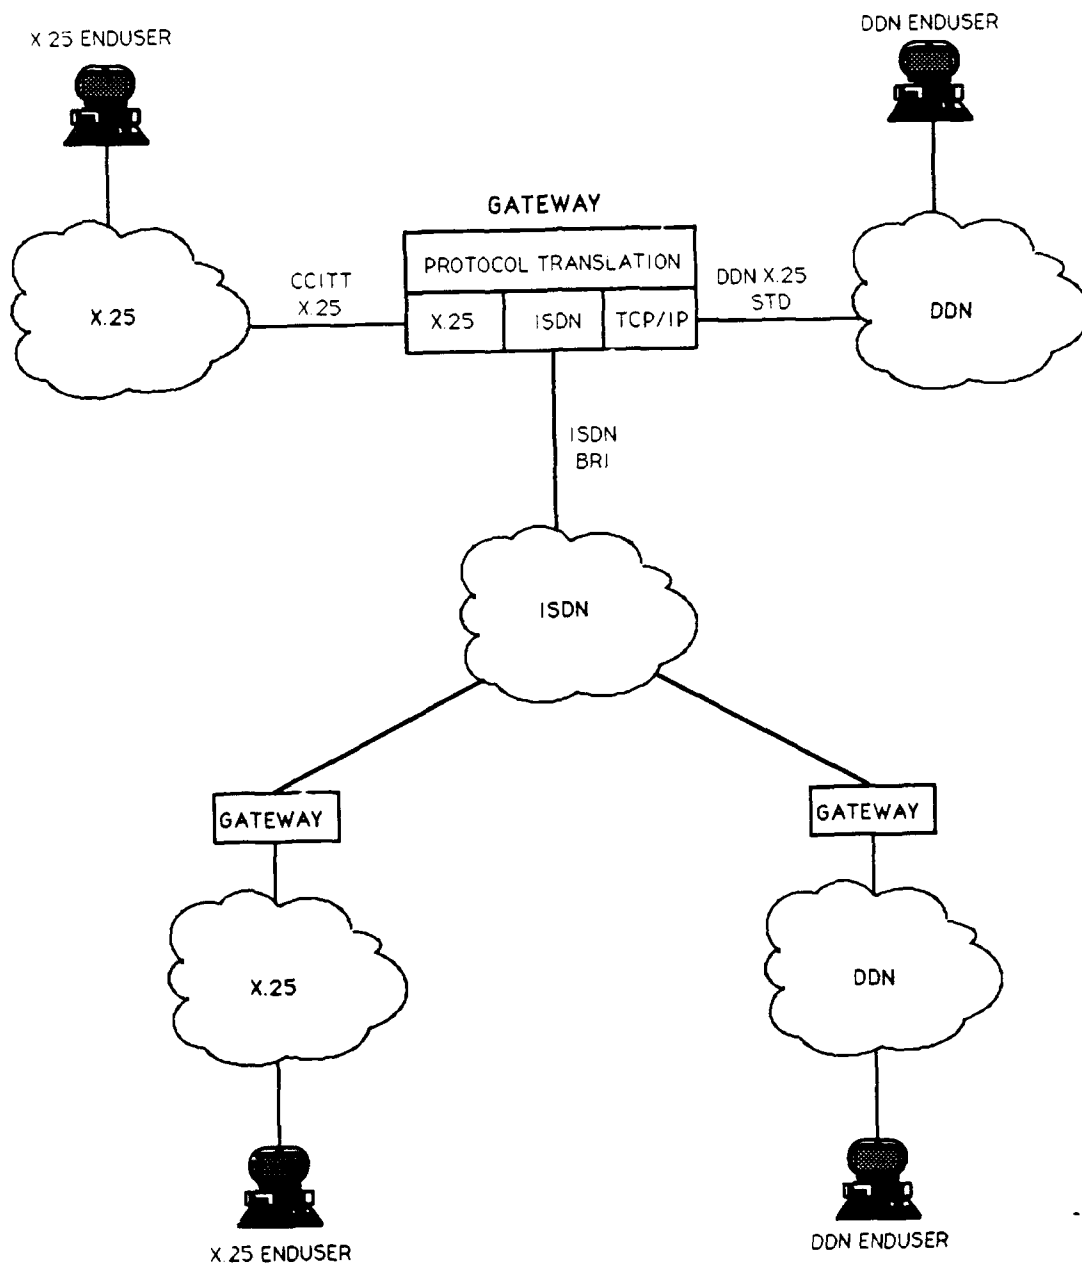 X.25 ENDUSER
DDN ENDUSER
GATEWAY
PROTOCOL TRANSLATION
CCITT
X.25
DDN X.25
STD
X.25
X.25
ISDN
TCP/IP
DDN
ISDN
BRI
ISDN
GATEWAY
GATEWAY
X.25
DDN
X.25 ENDUSER
DDN ENDUSER